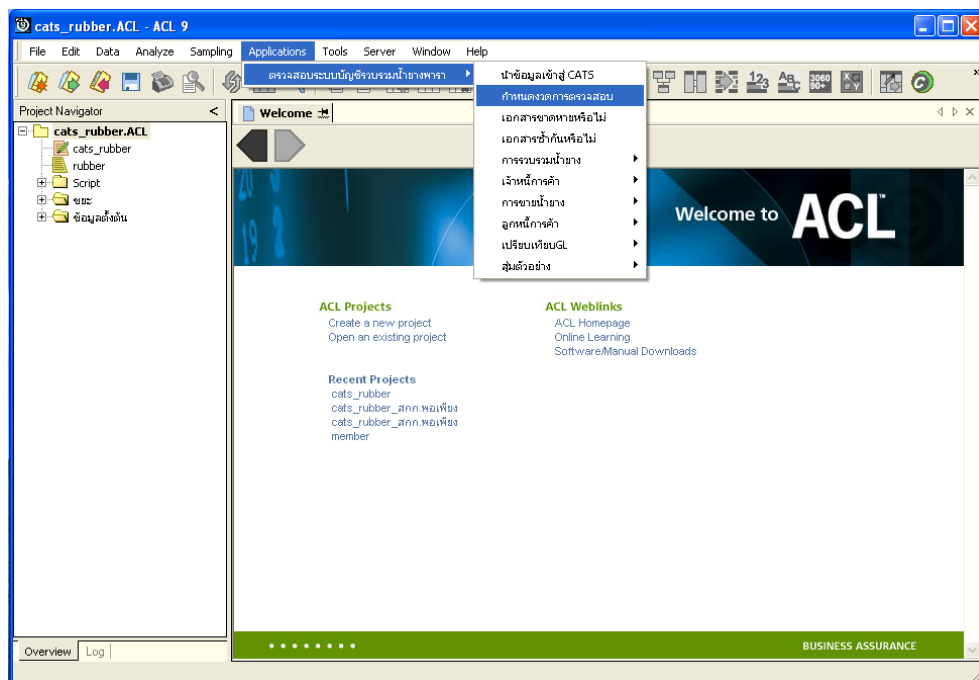 cats_rubber.ACL - ACL 9
File Edit Data Analyze Sampling Applications Tools Server Window Help
ตรวจสอบระบบบัญชีรวบรวมน้ำยางพารา
นำข้อมูลเข้าสู่ CATS
กำหนดงวดการตรวจสอบ
เอกสารขาดหายหรือไม่
เอกสารซ้ำกันหรือไม่
การรวบรวมน้ำยาง
เจ้าหนี้การค้า
การขายน้ำยาง
ลูกหนี้การค้า
เปรียบเทียบGL
สุ่มตัวอย่าง
Project Navigator <
cats_rubber.ACL
cats_rubber
rubber
Script
ขยะ
ข้อมูลตั้งต้น
Welcome
Welcome to ACL™
ACL Projects
Create a new project
Open an existing project
Recent Projects
cats_rubber
cats_rubber_สกก.พอเพียง
cats_rubber_สกก.พอเพียง
member
ACL Weblinks
ACL Homepage
Online Learning
Software/Manual Downloads
BUSINESS ASSURANCE
Overview Log